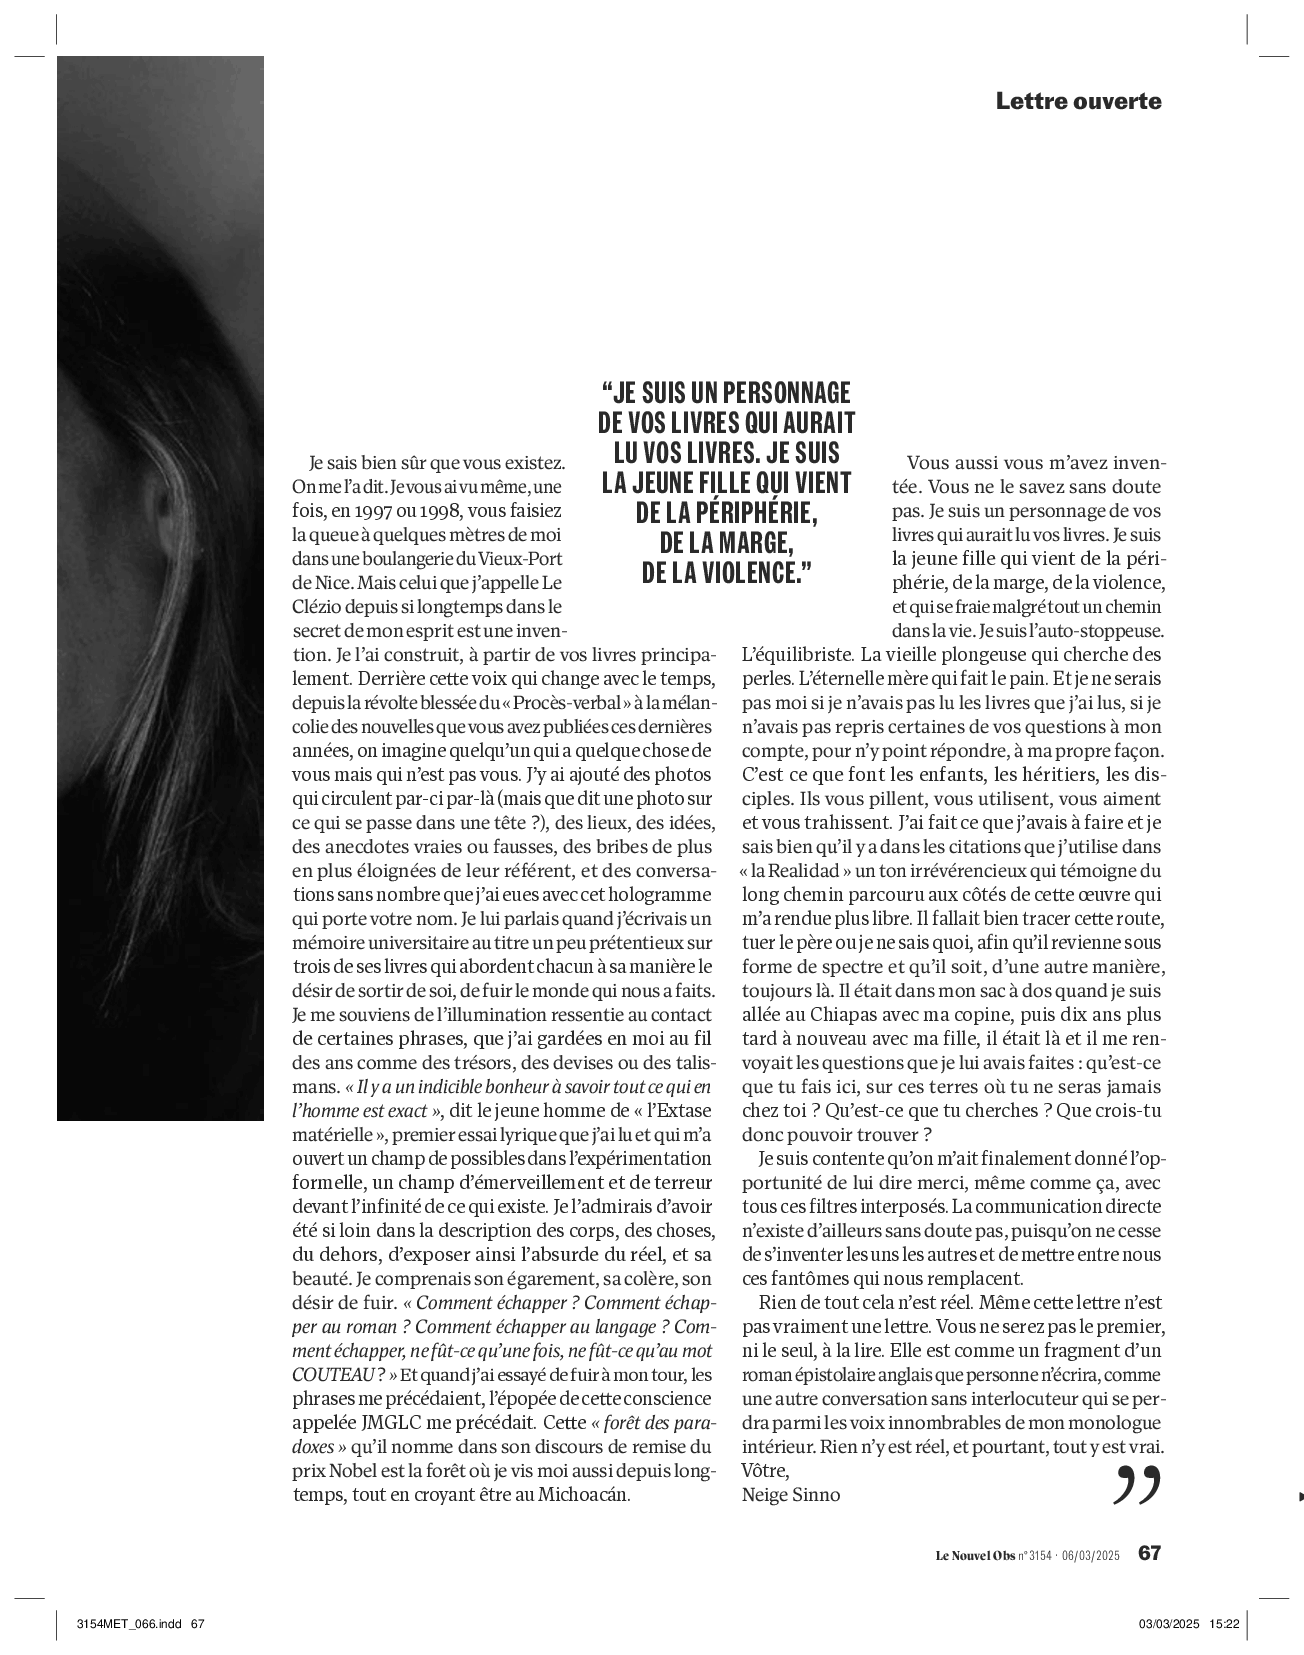 Lettre ouverte
“JE SUIS UN PERSONNAGE
DE VOS LIVRES QUI AURAIT
LU VOS LIVRES. JE SUIS
LA JEUNE FILLE QUI VIENT
DE LA PÉRIPHÉRIE,
DE LA MARGE,
DE LA VIOLENCE.”
Je sais bien sûr que vous existez.
On me l’a dit. Je vous ai vu même, une
fois, en 1997 ou 1998, vous faisiez
la queue à quelques mètres de moi
dans une boulangerie du Vieux-Port
de Nice. Mais celui que j’appelle Le
Clézio depuis si longtemps dans le
secret de mon esprit est une inven-
tion. Je l’ai construit, à partir de vos livres principa-
lement. Derrière cette voix qui change avec le temps,
depuis la révolte blessée du « Procès-verbal » à la mélan-
colie des nouvelles que vous avez publiées ces dernières
années, on imagine quelqu’un qui a quelque chose de
vous mais qui n’est pas vous. J’y ai ajouté des photos
qui circulent par-ci par-là (mais que dit une photo sur
ce qui se passe dans une tête ?), des lieux, des idées,
des anecdotes vraies ou fausses, des bribes de plus
en plus éloignées de leur référent, et des conversa-
tions sans nombre que j’ai eues avec cet hologramme
qui porte votre nom. Je lui parlais quand j’écrivais un
mémoire universitaire au titre un peu prétentieux sur
trois de ses livres qui abordent chacun à sa manière le
désir de sortir de soi, de fuir le monde qui nous a faits.
Je me souviens de l’illumination ressentie au contact
de certaines phrases, que j’ai gardées en moi au fil
des ans comme des trésors, des devises ou des talis-
mans. « Il y a un indicible bonheur à savoir tout ce qui en
l’homme est exact », dit le jeune homme de « l’Extase
matérielle », premier essai lyrique que j’ai lu et qui m’a
ouvert un champ de possibles dans l’expérimentation
formelle, un champ d’émerveillement et de terreur
devant l’infinité de ce qui existe. Je l’admirais d’avoir
été si loin dans la description des corps, des choses,
du dehors, d’exposer ainsi l’absurde du réel, et sa
beauté. Je comprenais son égarement, sa colère, son
désir de fuir. « Comment échapper ? Comment échap-
per au roman ? Comment échapper au langage ? Com-
ment échapper, ne fût-ce qu’une fois, ne fût-ce qu’au mot
COUTEAU ? » Et quand j’ai essayé de fuir à mon tour, les
phrases me précédaient, l’épopée de cette conscience
appelée JMGLC me précédait. Cette « forêt des para-
doxes » qu’il nomme dans son discours de remise du
prix Nobel est la forêt où je vis moi aussi depuis long-
temps, tout en croyant être au Michoacán.
Vous aussi vous m’avez inven-
tée. Vous ne le savez sans doute
pas. Je suis un personnage de vos
livres qui aurait lu vos livres. Je suis
la jeune fille qui vient de la péri-
phérie, de la marge, de la violence,
et qui se fraie malgré tout un chemin
dans la vie. Je suis l’auto-stoppeuse.
L’équilibriste. La vieille plongeuse qui cherche des
perles. L’éternelle mère qui fait le pain. Et je ne serais
pas moi si je n’avais pas lu les livres que j’ai lus, si je
n’avais pas repris certaines de vos questions à mon
compte, pour n’y point répondre, à ma propre façon.
C’est ce que font les enfants, les héritiers, les dis-
ciples. Ils vous pillent, vous utilisent, vous aiment
et vous trahissent. J’ai fait ce que j’avais à faire et je
sais bien qu’il y a dans les citations que j’utilise dans
« la Realidad » un ton irrévérencieux qui témoigne du
long chemin parcouru aux côtés de cette œuvre qui
m’a rendue plus libre. Il fallait bien tracer cette route,
tuer le père ou je ne sais quoi, afin qu’il revienne sous
forme de spectre et qu’il soit, d’une autre manière,
toujours là. Il était dans mon sac à dos quand je suis
allée au Chiapas avec ma copine, puis dix ans plus
tard à nouveau avec ma fille, il était là et il me ren-
voyait les questions que je lui avais faites : qu’est-ce
que tu fais ici, sur ces terres où tu ne seras jamais
chez toi ? Qu’est-ce que tu cherches ? Que crois-tu
donc pouvoir trouver ?
Je suis contente qu’on m’ait finalement donné l’op-
portunité de lui dire merci, même comme ça, avec
tous ces filtres interposés. La communication directe
n’existe d’ailleurs sans doute pas, puisqu’on ne cesse
de s’inventer les uns les autres et de mettre entre nous
ces fantômes qui nous remplacent.
Rien de tout cela n’est réel. Même cette lettre n’est
pas vraiment une lettre. Vous ne serez pas le premier,
ni le seul, à la lire. Elle est comme un fragment d’un
roman épistolaire anglais que personne n’écrira, comme
une autre conversation sans interlocuteur qui se per-
dra parmi les voix innombrables de mon monologue
intérieur. Rien n’y est réel, et pourtant, tout y est vrai.
Vôtre,
Neige Sinno ”
Le Nouvel Obs n° 3154 · 06/03/2025 67
3154MET_066.indd 67 03/03/2025 15:22